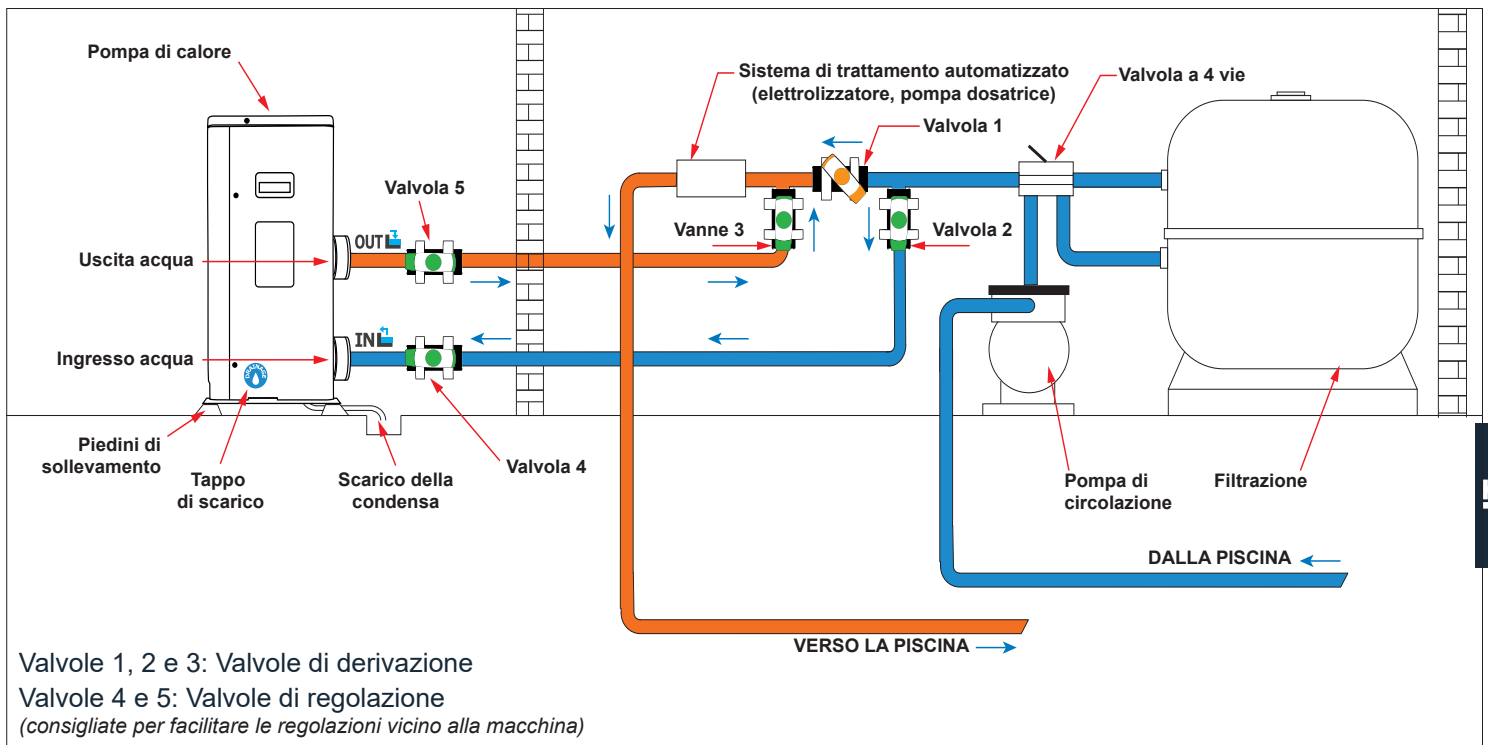 Pompa di calore
Sistema di trattamento automatizzato
(elettrolizzatore, pompa dosatrice)
Valvola a 4 vie
Valvola 1
Valvola 5
Vanne 3
Valvola 2
OUT
Uscita acqua
IN
Ingresso acqua
DRAINAGE
Piedini di
sollevamento
Tappo
di scarico
Scarico della
condensa
Valvola 4
Pompa di
circolazione
Filtrazione
DALLA PISCINA
VERSO LA PISCINA
Valvole 1, 2 e 3: Valvole di derivazione
Valvole 4 e 5: Valvole di regolazione
(consigliate per facilitare le regolazioni vicino alla macchina)